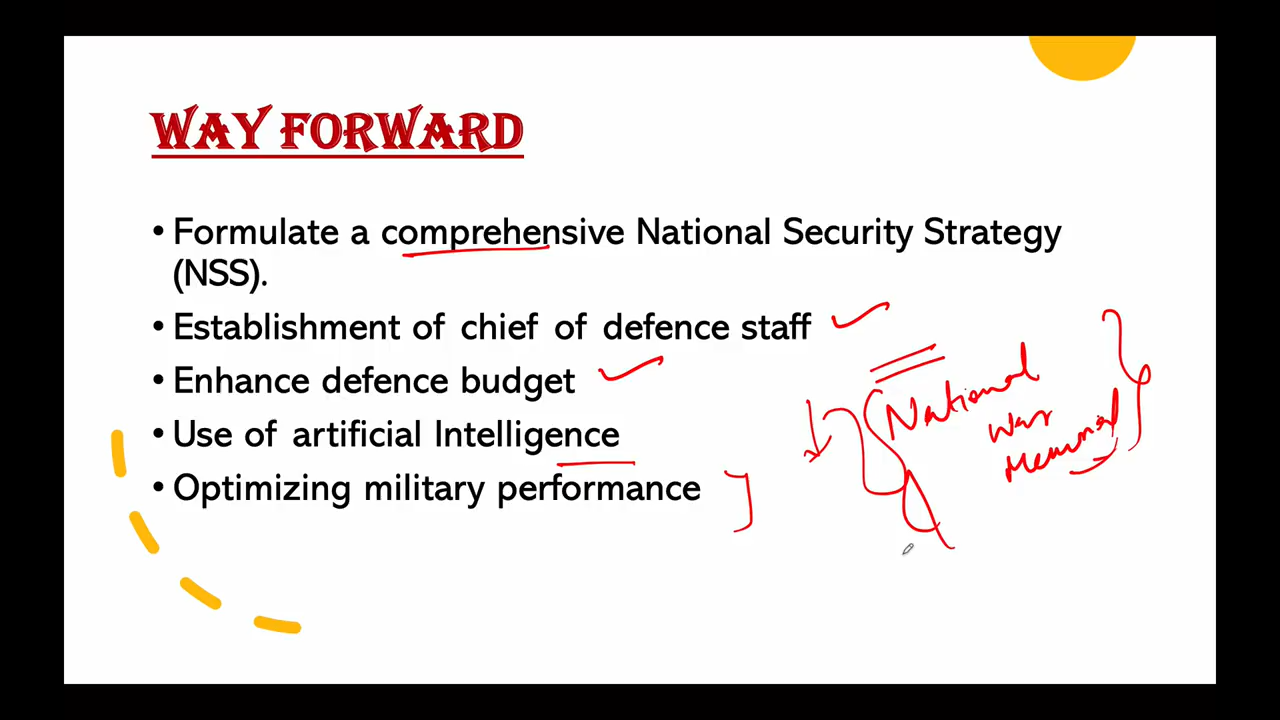 WAY FORWARD
• Formulate a comprehensive National Security Strategy
(NSS).
• Establishment of chief of defence staff
• Enhance defence budget
• Use of artificial Intelligence
• Optimizing military performance
National
War
Memorial